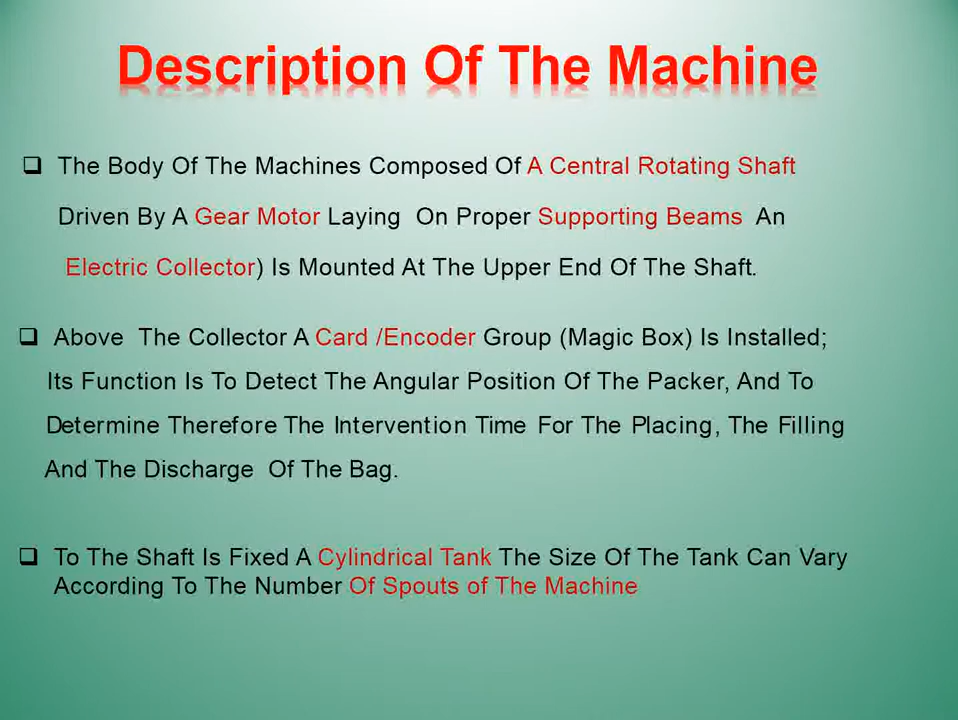 Description Of The Machine
❑ The Body Of The Machines Composed Of A Central Rotating Shaft
Driven By A Gear Motor Laying On Proper Supporting Beams An
Electric Collector) Is Mounted At The Upper End Of The Shaft.
❑ Above The Collector A Card /Encoder Group (Magic Box) Is Installed;
Its Function Is To Detect The Angular Position Of The Packer, And To
Determine Therefore The Intervention Time For The Placing, The Filling
And The Discharge Of The Bag.
❑ To The Shaft Is Fixed A Cylindrical Tank The Size Of The Tank Can Vary
According To The Number Of Spouts of The Machine